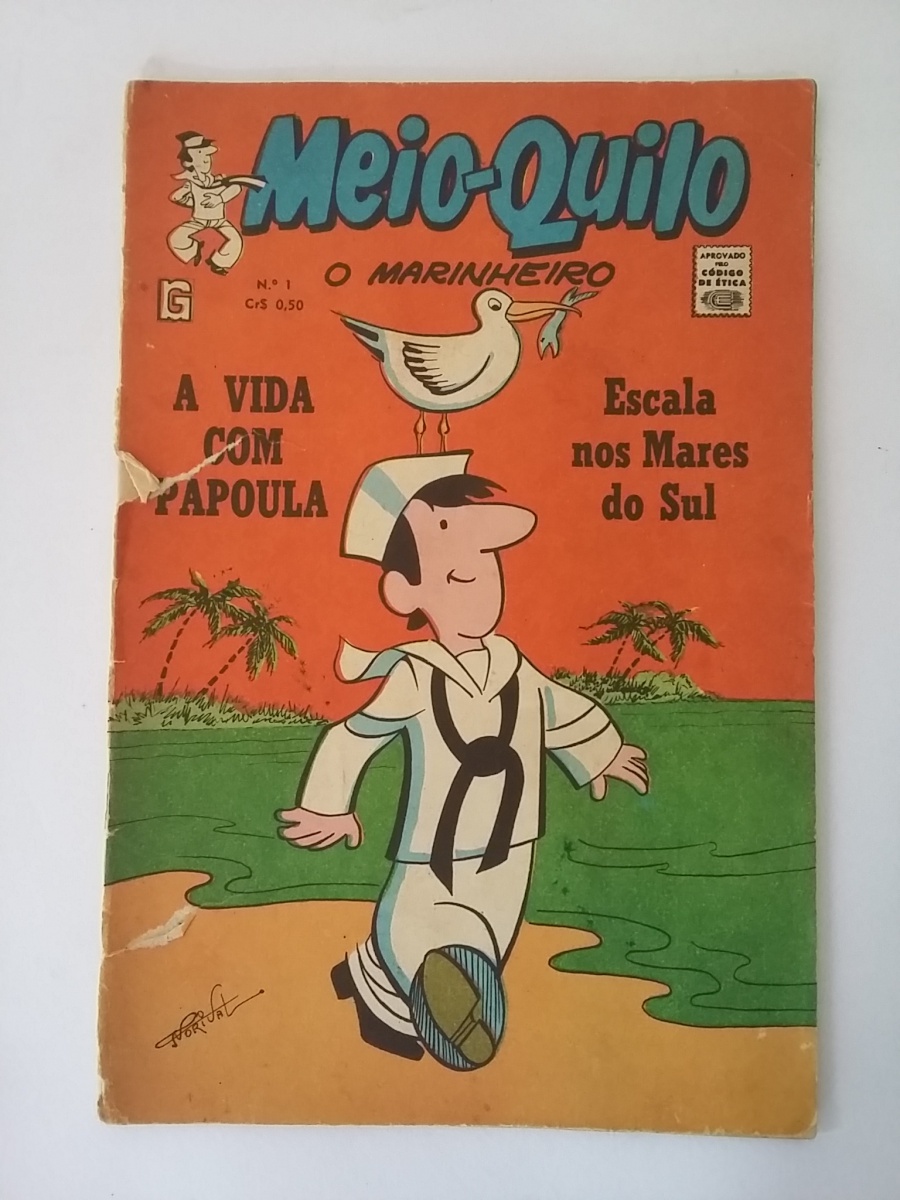 Meio-Quilo
O MARINHEIRO
RG
N.º 1
Cr$ 0,50
APROVADO
PELO
CÓDIGO
DE ÉTICA
A VIDA
COM
PAPOULA
Escala
nos Mares
do Sul